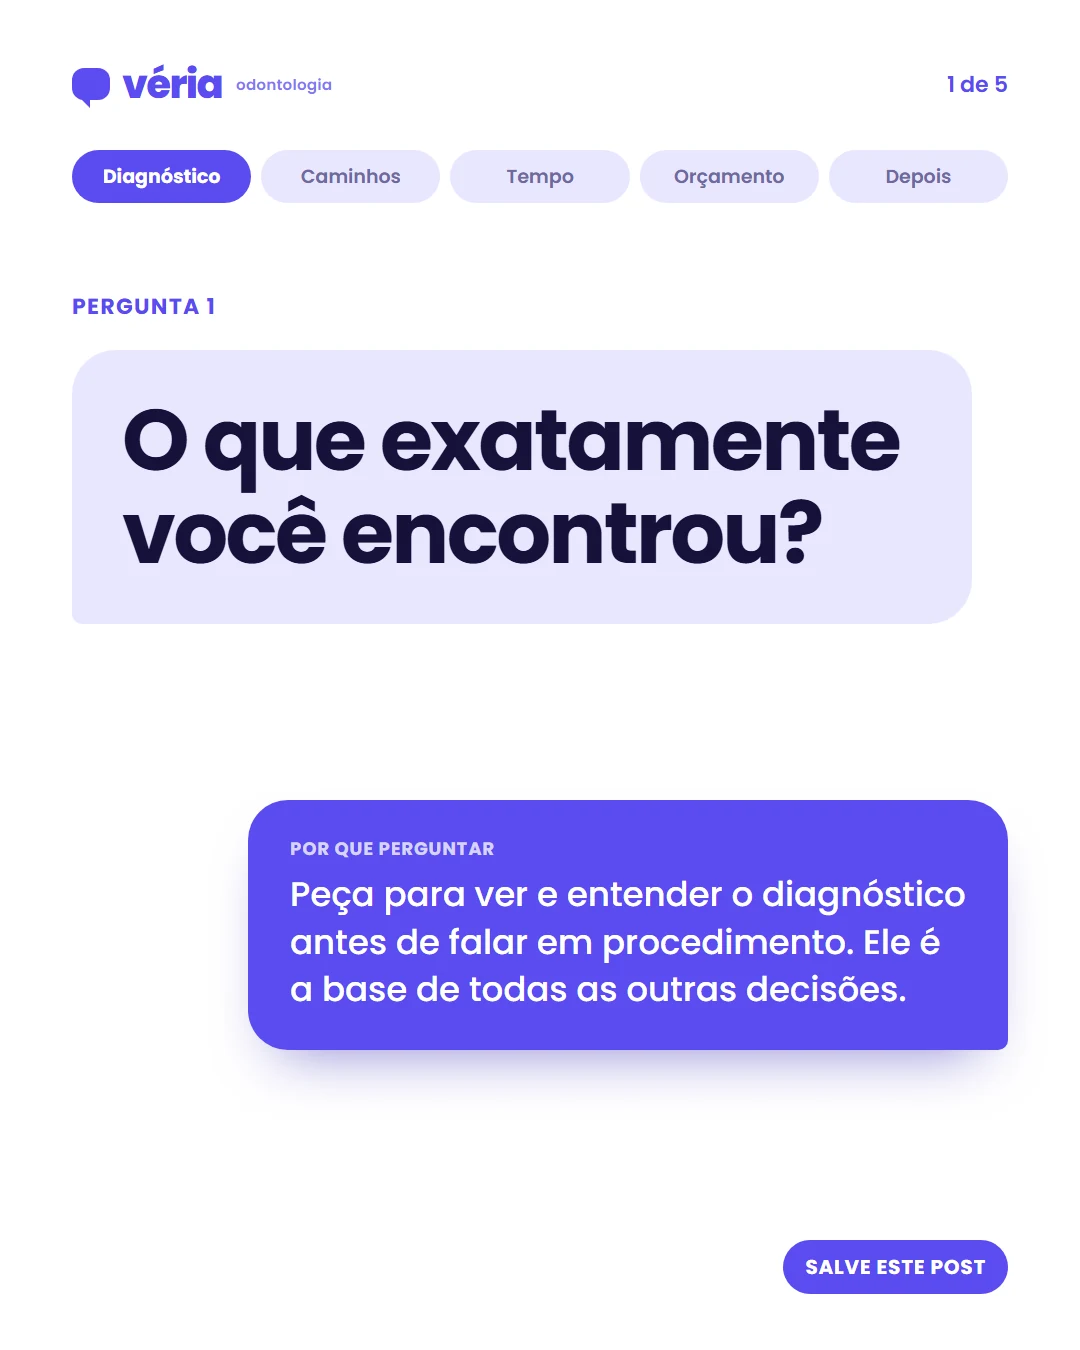 véria odontologia
1 de 5
Diagnóstico
Caminhos
Tempo
Orçamento
Depois
PERGUNTA 1
O que exatamente
você encontrou?
POR QUE PERGUNTAR
Peça para ver e entender o diagnóstico
antes de falar em procedimento. Ele é
a base de todas as outras decisões.
SALVE ESTE POST